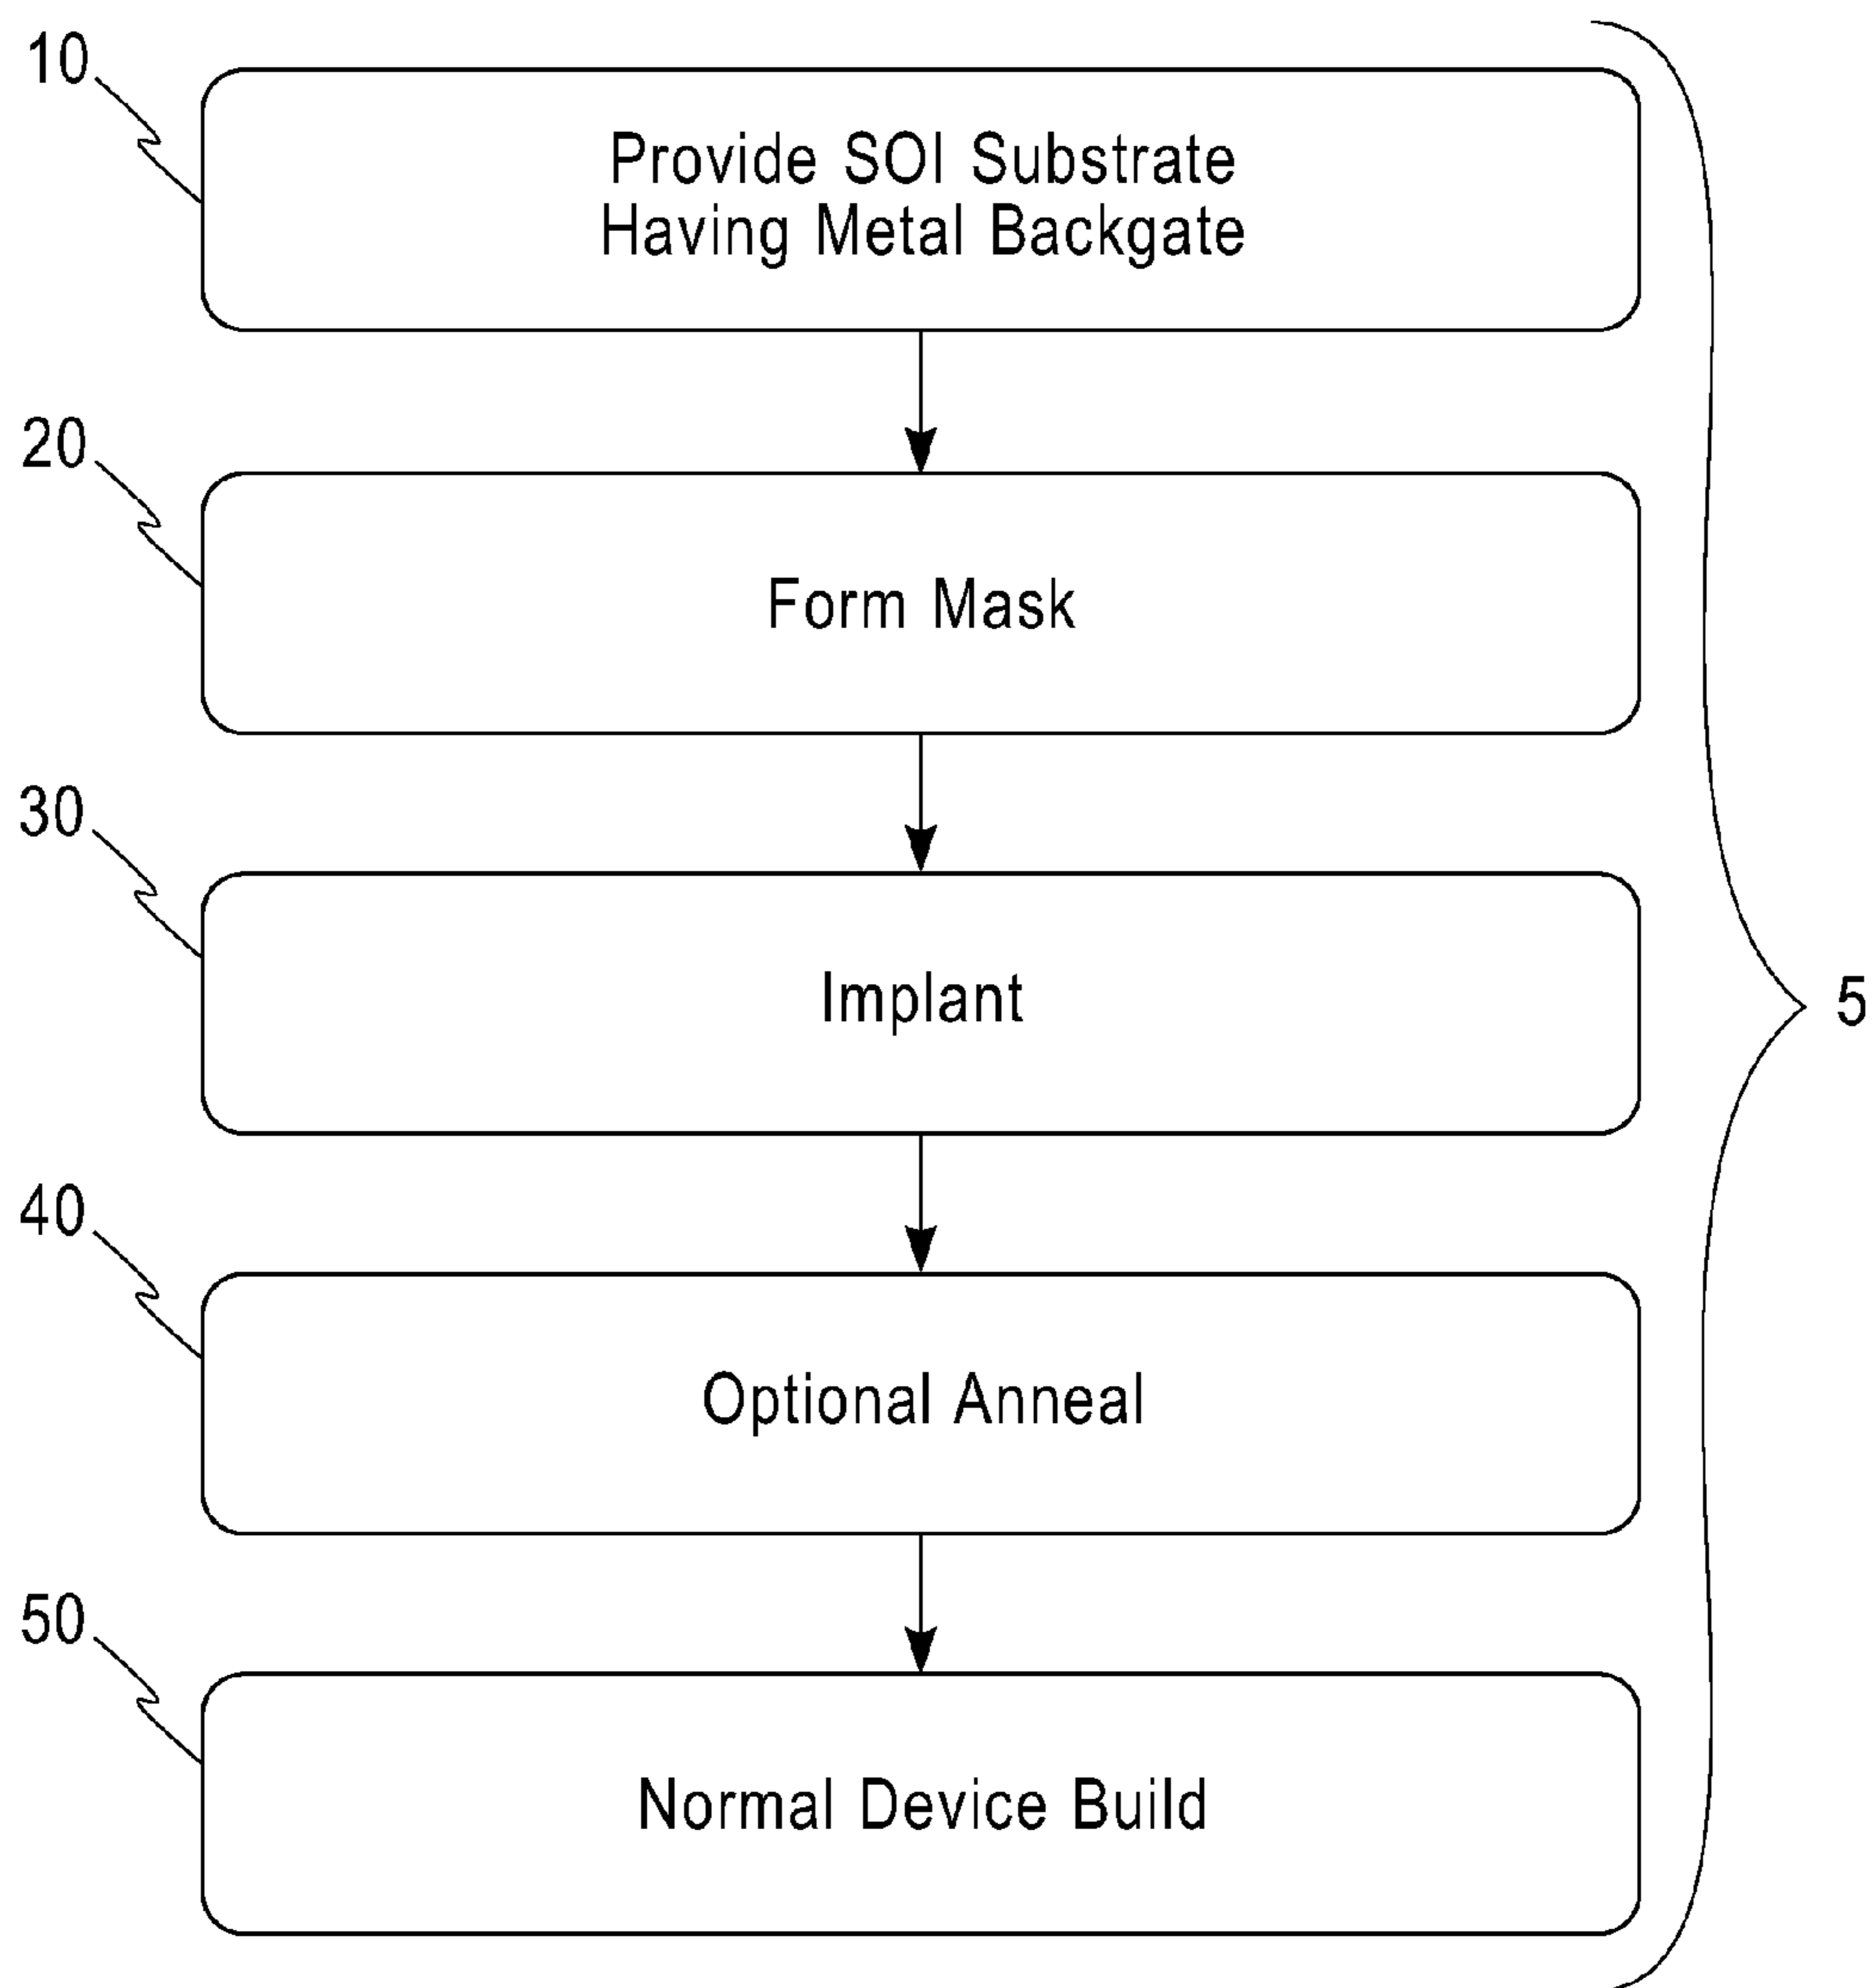 10
Provide SOI Substrate
Having Metal Backgate
20
Form Mask
30
Implant
5
40
Optional Anneal
50
Normal Device Build